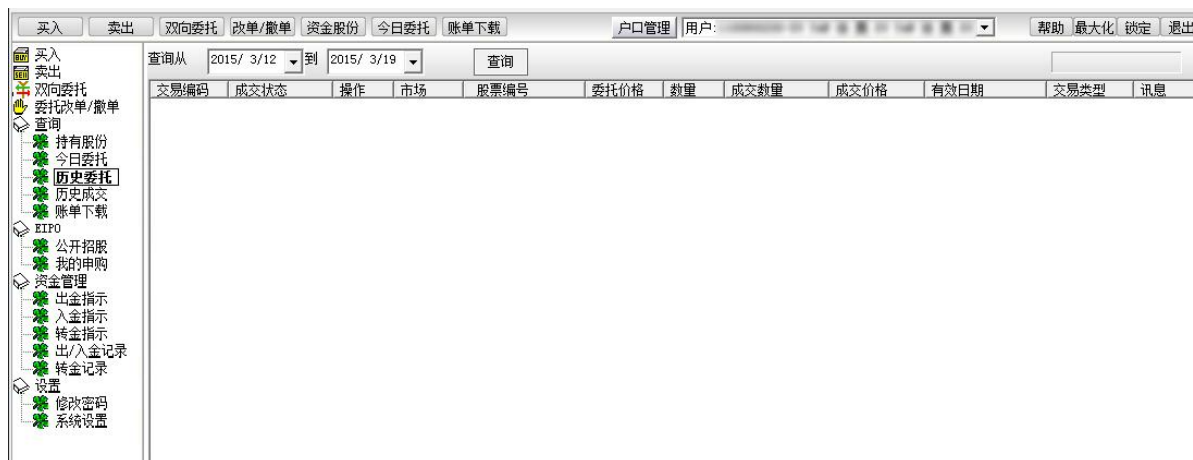 买入 卖出 双向委托 改单/撤单 资金股份 今日委托 账单下载 户口管理 用户: 帮助 最大化 锁定 退出
查询从 2015/ 3/12 到 2015/ 3/19 查询
交易编码 成交状态 操作 市场 股票编号 委托价格 数量 成交数量 成交价格 有效日期 交易类型 讯息
BUY 买入
SELL 卖出
双向委托
委托改单/撤单
查询
持有股份
今日委托
历史委托
历史成交
账单下载
EIPO
公开招股
我的申购
资金管理
出金指示
入金指示
转金指示
出/入金记录
转金记录
设置
修改密码
系统设置